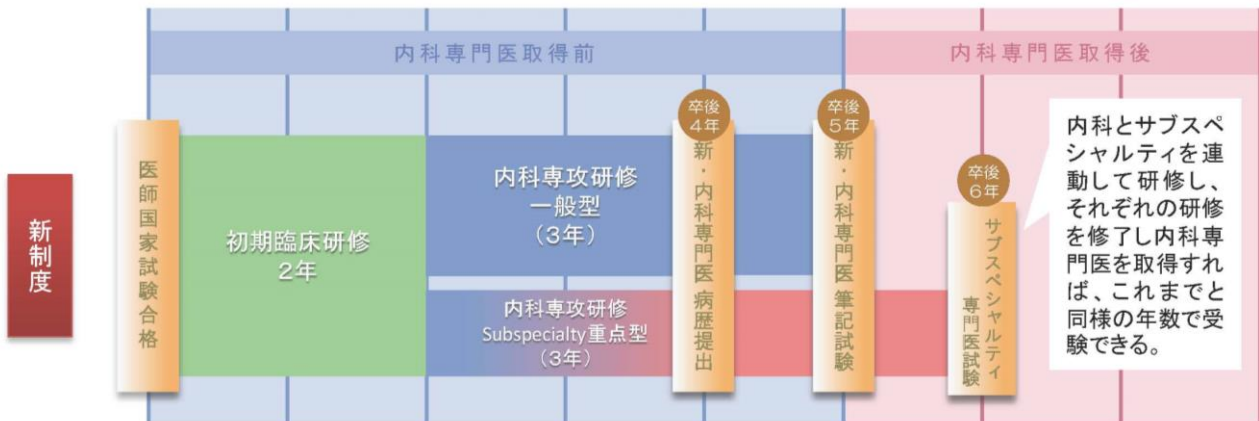 内科専門医取得前
内科専門医取得後
新制度
医師国家試験合格
初期臨床研修
2年
内科専攻研修
一般型
(3年)
内科専攻研修
Subspecialty重点型
(3年)
卒後
4年
新・内科専門医 病歴提出
卒後
5年
新・内科専門医 筆記試験
卒後
6年
サブスペシャルティ
専門医試験
内科とサブスペ
シャルティを連
動して研修し、
それぞれの研修
を修了し内科専
門医を取得すれ
ば、これまでと
同様の年数で受
験できる。